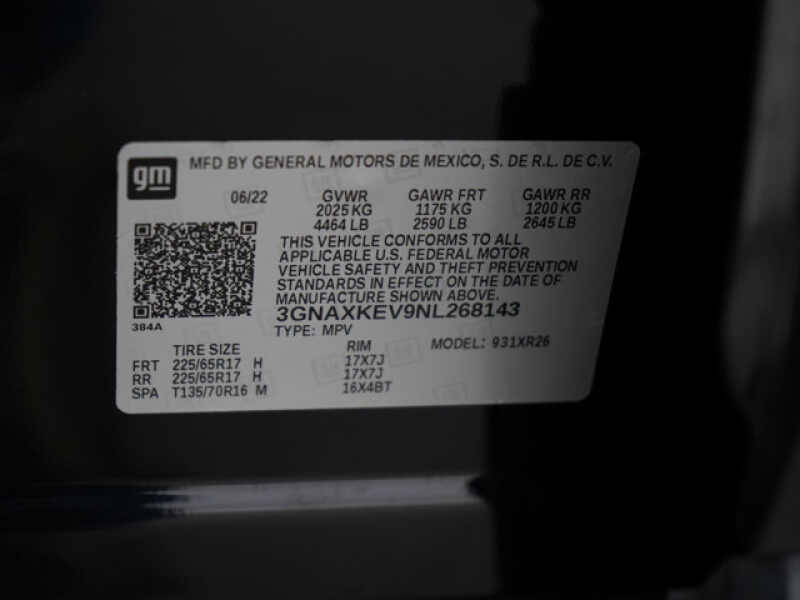 gm
MFD BY GENERAL MOTORS DE MEXICO, S. DE R.L. DE C.V.
06/22 GVWR GAWR FRT GAWR RR
2025 KG 1175 KG 1200 KG
4464 LB 2590 LB 2645 LB
THIS VEHICLE CONFORMS TO ALL
APPLICABLE U.S. FEDERAL MOTOR
VEHICLE SAFETY AND THEFT PREVENTION
STANDARDS IN EFFECT ON THE DATE OF
MANUFACTURE SHOWN ABOVE.
3GNAXKEV9NL268143
384A
TYPE: MPV
TIRE SIZE RIM MODEL: 931XR26
FRT 225/65R17 H 17X7J
RR 225/65R17 H 17X7J
SPA T135/70R16 M 16X4BT